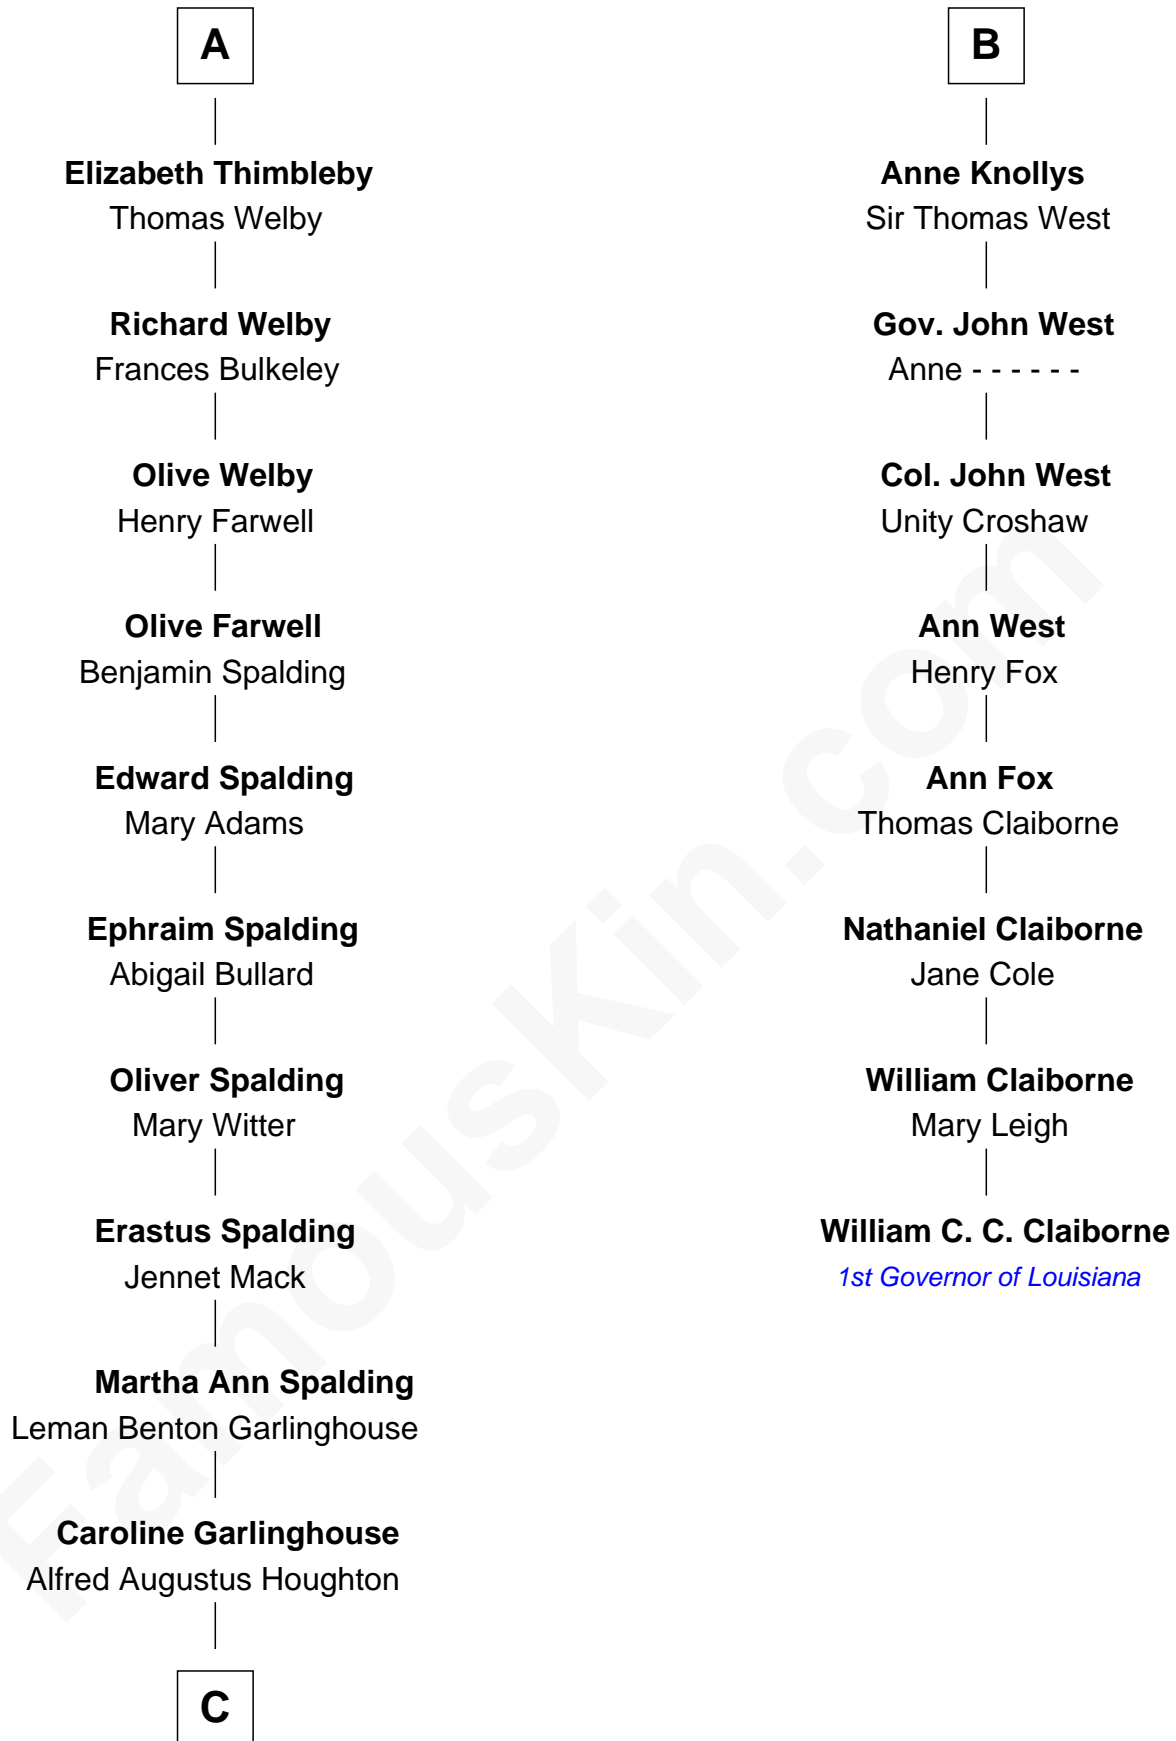 A
Elizabeth Thimbleby
Thomas Welby
Richard Welby
Frances Bulkeley
Olive Welby
Henry Farwell
Olive Farwell
Benjamin Spalding
Edward Spalding
Mary Adams
Ephraim Spalding
Abigail Bullard
Oliver Spalding
Mary Witter
Erastus Spalding
Jennet Mack
Martha Ann Spalding
Leman Benton Garlinghouse
Caroline Garlinghouse
Alfred Augustus Houghton
C
B
Anne Knollys
Sir Thomas West
Gov. John West
Anne - - - - - -
Col. John West
Unity Croshaw
Ann West
Henry Fox
Ann Fox
Thomas Claiborne
Nathaniel Claiborne
Jane Cole
William Claiborne
Mary Leigh
William C. C. Claiborne
1st Governor of Louisiana
FamousKin.com